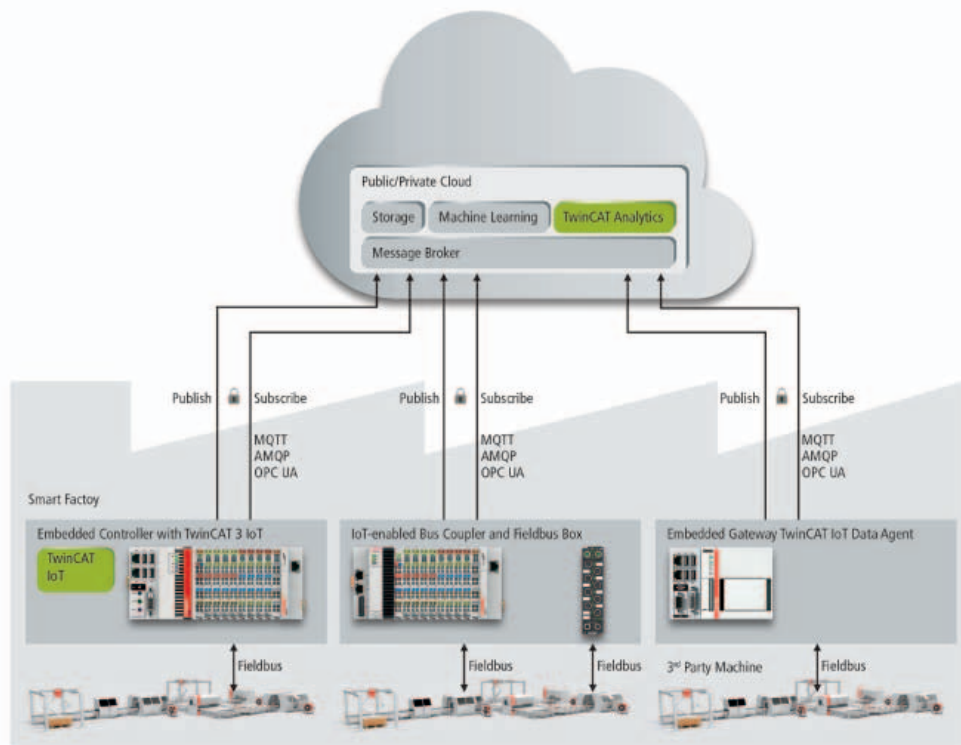 Public/Private Cloud
Storage
Machine Learning
TwinCAT Analytics
Message Broker
Publish
Subscribe
MQTT
AMQP
OPC UA
Publish
Subscribe
MQTT
AMQP
OPC UA
Publish
Subscribe
MQTT
AMQP
OPC UA
Smart Factoy
Embedded Controller with TwinCAT 3 IoT
TwinCAT
IoT
IoT-enabled Bus Coupler and Fieldbus Box
Embedded Gateway TwinCAT IoT Data Agent
Fieldbus
Fieldbus
Fieldbus
3rd Party Machine
Fieldbus